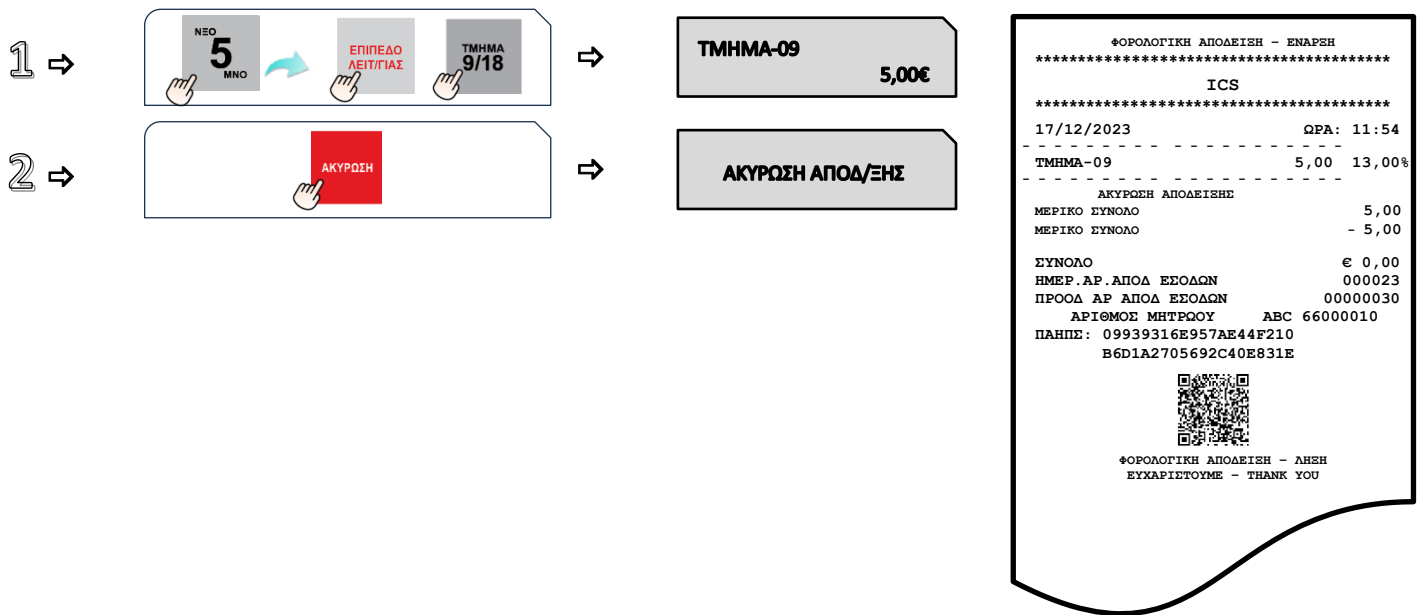 1
ΝΞΟ
5
ΜΝΟ
ΕΠΙΠΕΔΟ
ΛΕΙΤ/ΓΙΑΣ
ΤΜΗΜΑ
9/18
ΤΜΗΜΑ-09
5,00€
2
ΑΚΥΡΩΣΗ
ΑΚΥΡΩΣΗ ΑΠΟΔ/ΞΗΣ
ΦΟΡΟΛΟΓΙΚΗ ΑΠΟΔΕΙΞΗ – ΕΝΑΡΞΗ
******************************************
ICS
******************************************
17/12/2023 ΩΡΑ: 11:54
- - - - - - - - - - - - - - - - - - -
ΤΜΗΜΑ-09 5,00 13,00%
- - - - - - - - - - - - - - - - - - -
ΑΚΥΡΩΣΗ ΑΠΟΔΕΙΞΗΣ
ΜΕΡΙΚΟ ΣΥΝΟΛΟ 5,00
ΜΕΡΙΚΟ ΣΥΝΟΛΟ - 5,00
ΣΥΝΟΛΟ € 0,00
ΗΜΕΡ.ΑΡ.ΑΠΟΔ ΕΣΟΔΩΝ 000023
ΠΡΟΟΔ ΑΡ ΑΠΟΔ ΕΣΟΔΩΝ 00000030
ΑΡΙΘΜΟΣ ΜΗΤΡΩΟΥ ABC 66000010
ΠΑΗΠΣ: 09939316E957AE44F210
B6D1A2705692C40E831E
ΦΟΡΟΛΟΓΙΚΗ ΑΠΟΔΕΙΞΗ – ΛΗΞΗ
ΕΥΧΑΡΙΣΤΟΥΜΕ – THANK YOU